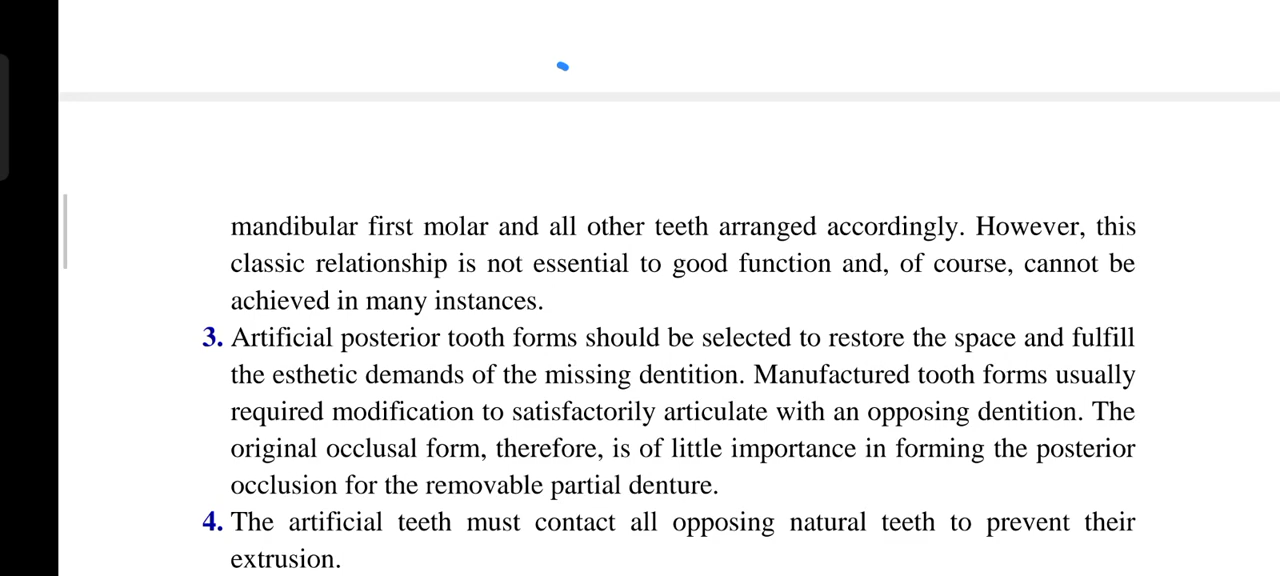 mandibular first molar and all other teeth arranged accordingly. However, this
classic relationship is not essential to good function and, of course, cannot be
achieved in many instances.
3. Artificial posterior tooth forms should be selected to restore the space and fulfill
the esthetic demands of the missing dentition. Manufactured tooth forms usually
required modification to satisfactorily articulate with an opposing dentition. The
original occlusal form, therefore, is of little importance in forming the posterior
occlusion for the removable partial denture.
4. The artificial teeth must contact all opposing natural teeth to prevent their
extrusion.